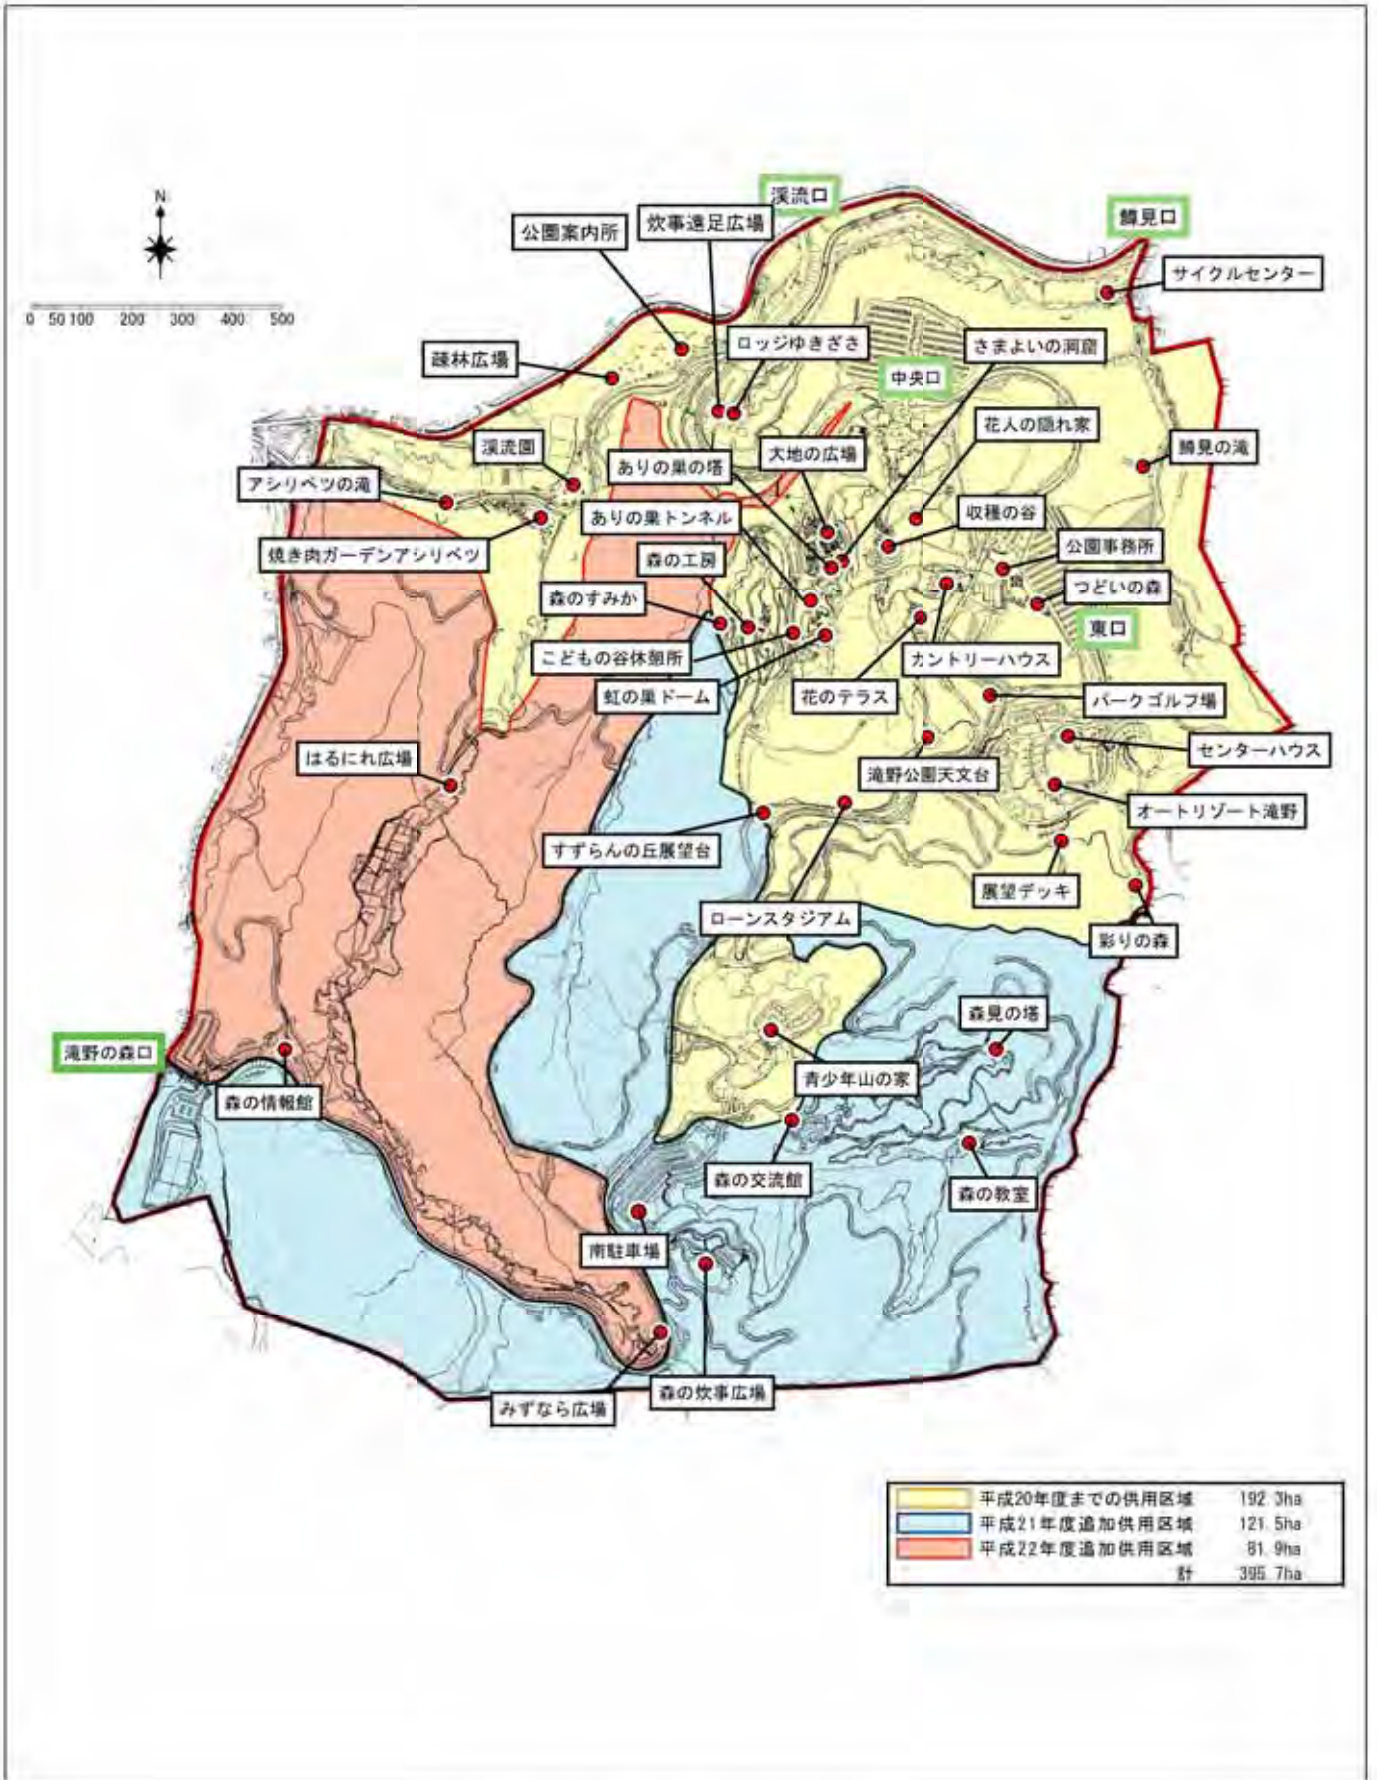 渓流口
鱒見口
炊事遠足広場
公園案内所
サイクルセンター
N
0 50 100 200 300 400 500
ロッジゆきざさ
さまよいの洞窟
疎林広場
中央口
花人の隠れ家
渓流園
大地の広場
鱒見の滝
ありの巣の塔
アシリベツの滝
収穫の谷
ありの巣トンネル
公園事務所
焼き肉ガーデンアシリベツ
森の工房
つどいの森
森のすみか
東口
こどもの谷休憩所
カントリーハウス
虹の巣ドーム
花のテラス
パークゴルフ場
センターハウス
はるにれ広場
滝野公園天文台
オートリゾート滝野
すずらんの丘展望台
展望デッキ
ローンスタジアム
彩りの森
森見の塔
滝野の森口
青少年山の家
森の情報館
森の交流館
森の教室
南駐車場
森の炊事広場
みずなら広場
平成20年度までの供用区域 192.3ha
平成21年度追加供用区域 121.5ha
平成22年度追加供用区域 81.9ha
計 395.7ha